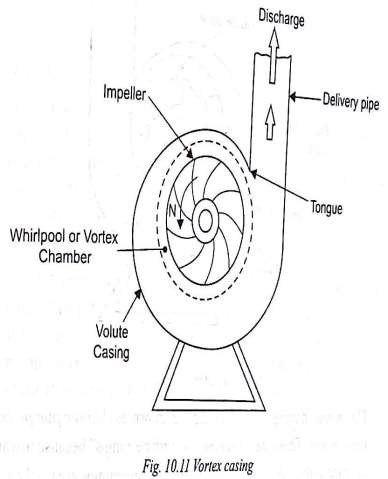 Discharge
Impeller
Delivery pipe
N
Tongue
Whirlpool or Vortex
Chamber
Volute
Casing
Fig. 10.11 Vortex casing